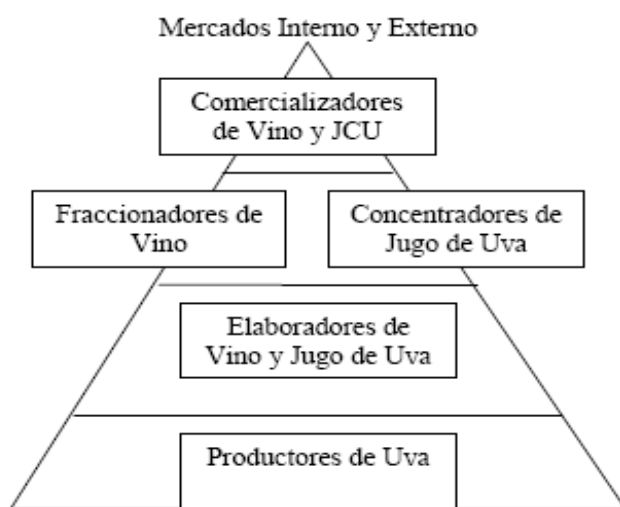 Mercados Interno y Externo
Comercializadores
de Vino y JCU
Fraccionadores de
Vino
Concentradores de
Jugo de Uva
Elaboradores de
Vino y Jugo de Uva
Productores de Uva